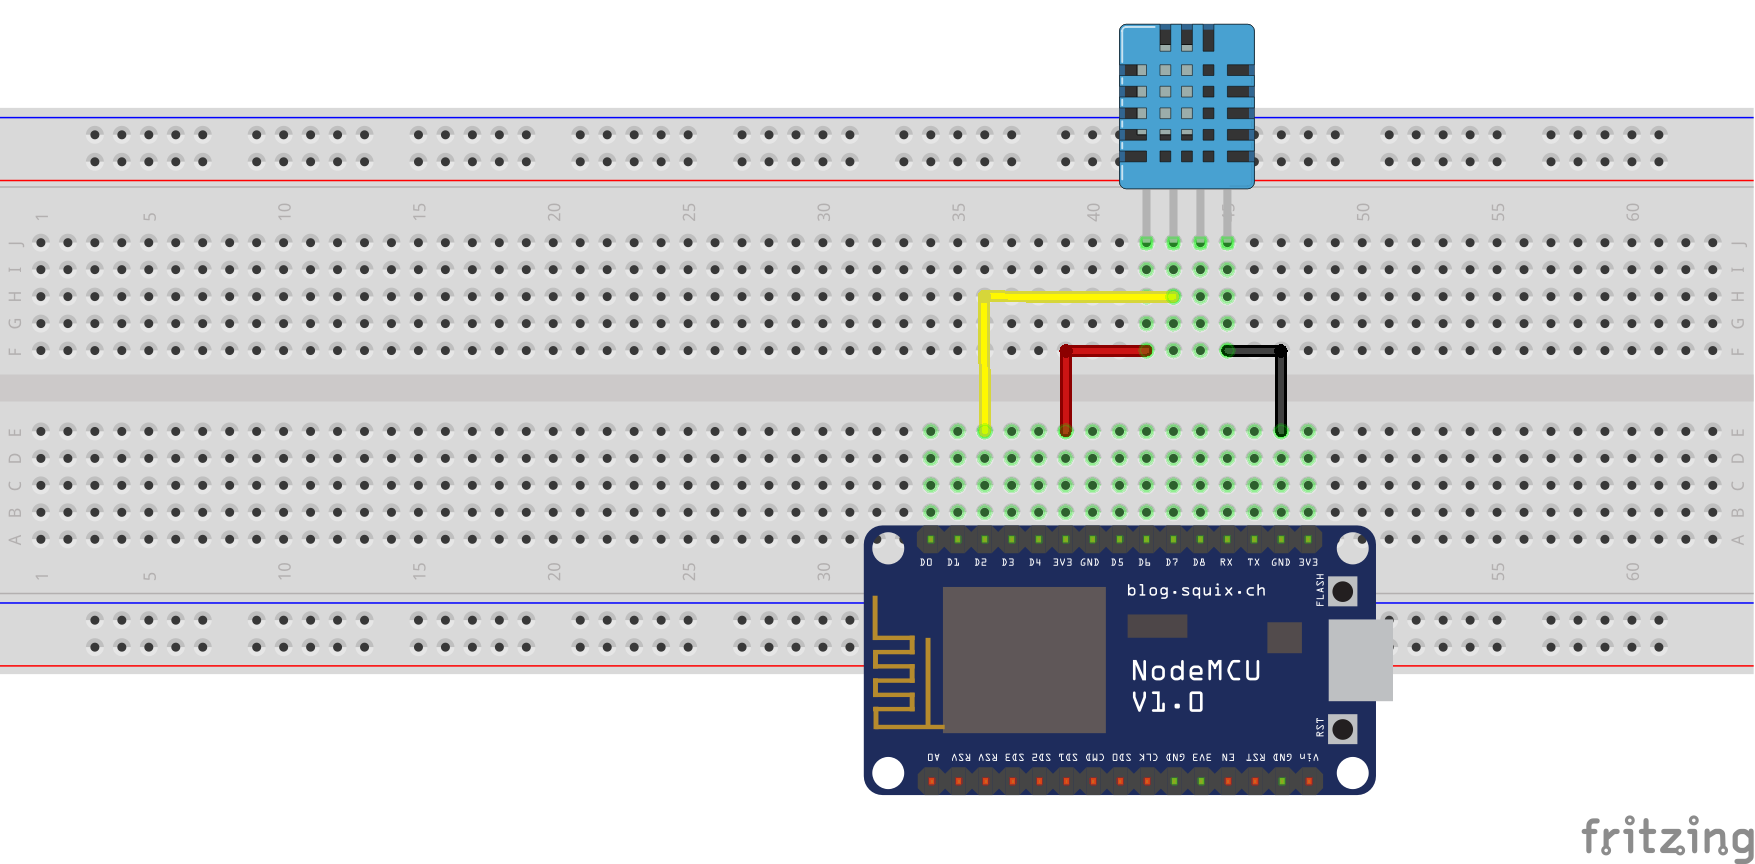 1 5 10 15 20 25 30 35 40 45 50 55 60
J J
I I
H H
G G
F F
E E
D D
C C
B B
A A
1 5 10 15 20 25 30 55 60
D0 D1 D2 D3 D4 3V3 GND D5 D6 D7 D8 RX TX GND 3V3
blog.squix.ch
FLASH
NodeMCU
V1.0
RST
A0 RSV RSV SD3 SD2 SD1 CMD SD0 CLK GND 3V3 EN RST GND Vin
fritzing